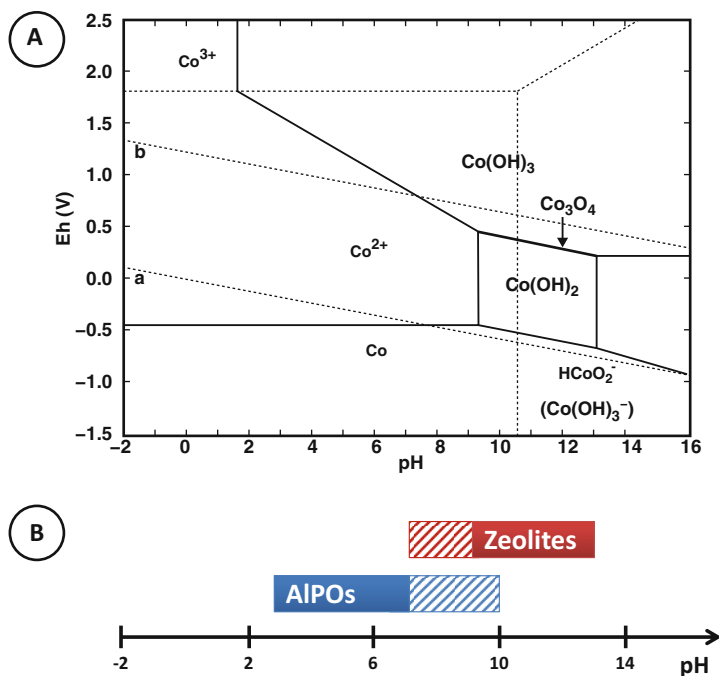 A
2.5
2.0
1.5
1.0
0.5
0.0
−0.5
−1.0
−1.5
Eh (V)
Co3+
b
Co(OH)3
Co3O4
Co2+
a
Co(OH)2
Co
HCoO2-
(Co(OH)3−)
−2 0 2 4 6 8 10 12 14 16
pH
B
Zeolites
AlPOs
-2 2 6 10 14 pH